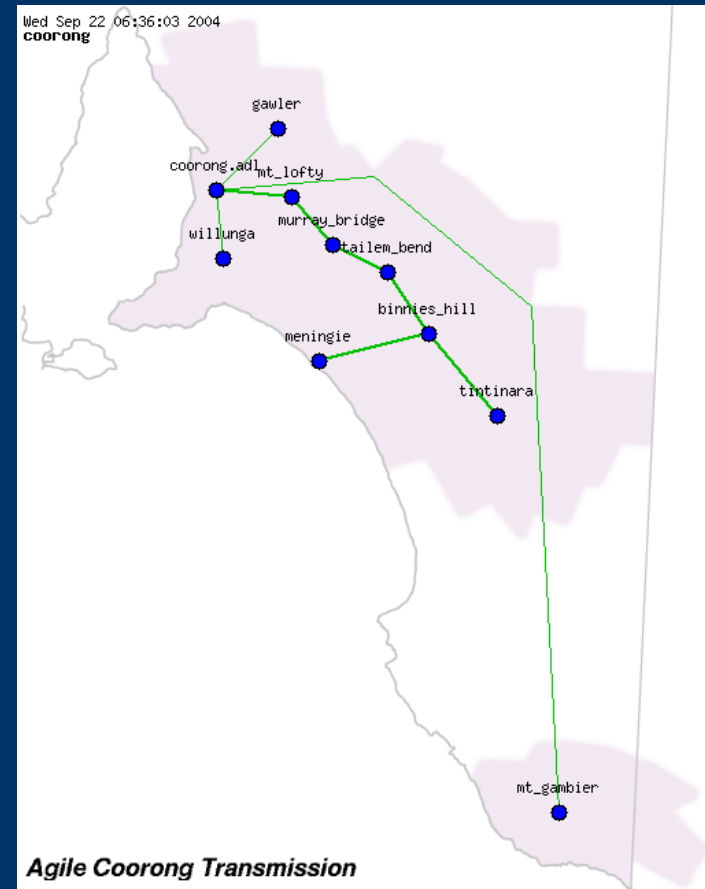 Wed Sep 22 06:36:03 2004
coorong
gawler
coorong.adl
mt_lofty
murray_bridge
willunga
tailem_bend
binnies_hill
meningie
tintinara
mt_gambier
Agile Coorong Transmission